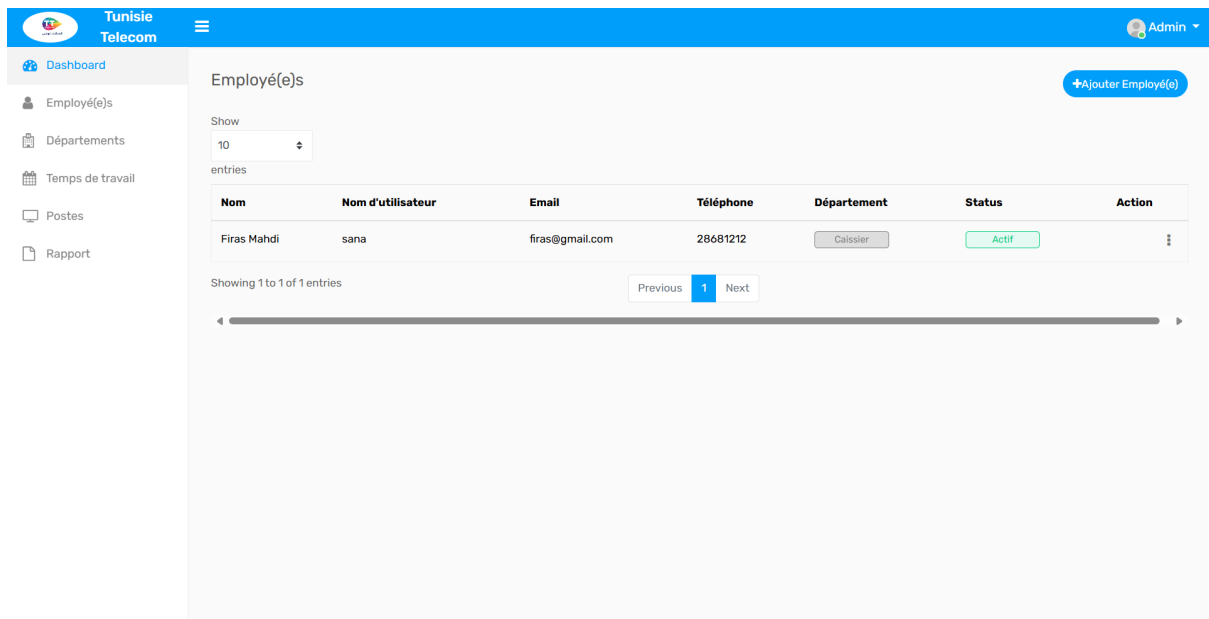 Tunisie
Telecom
Admin
Dashboard
Employé(e)s
Départements
Temps de travail
Postes
Rapport
Employé(e)s
+Ajouter Employé(e)
Show
10
entries
Nom Nom d'utilisateur Email Téléphone Département Status Action
Firas Mahdi sana firas@gmail.com 28681212 Caissier Actif
Showing 1 to 1 of 1 entries
Previous 1 Next